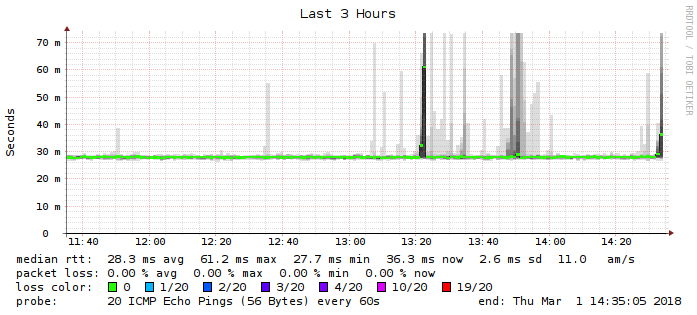 Last 3 Hours
RRDTOOL / TOBI OETIKER
Seconds
70 m
60 m
50 m
40 m
30 m
20 m
10 m
0
11:40 12:00 12:20 12:40 13:00 13:20 13:40 14:00 14:20
median rtt: 28.3 ms avg 61.2 ms max 27.7 ms min 36.3 ms now 2.6 ms sd 11.0 am/s
packet loss: 0.00 % avg 0.00 % max 0.00 % min 0.00 % now
loss color: 0 1/20 2/20 3/20 4/20 10/20 19/20
probe: 20 ICMP Echo Pings (56 Bytes) every 60s end: Thu Mar 1 14:35:05 2018